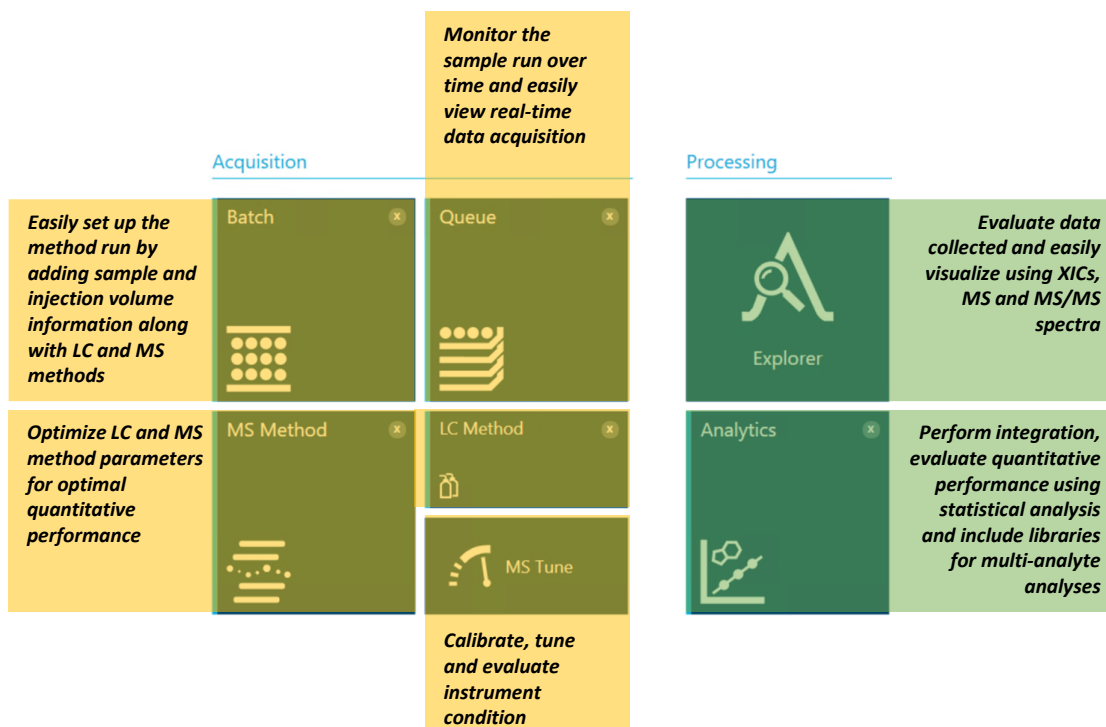 Monitor the
sample run over
time and easily
view real-time
data acquisition
Acquisition
Processing
Easily set up the
method run by
adding sample and
injection volume
information along
with LC and MS
methods
Batch
x
Queue
x
Explorer
Evaluate data
collected and easily
visualize using XICs,
MS and MS/MS
spectra
Optimize LC and MS
method parameters
for optimal
quantitative
performance
MS Method
x
LC Method
x
MS Tune
Analytics
x
Perform integration,
evaluate quantitative
performance using
statistical analysis
and include libraries
for multi-analyte
analyses
Calibrate, tune
and evaluate
instrument
condition